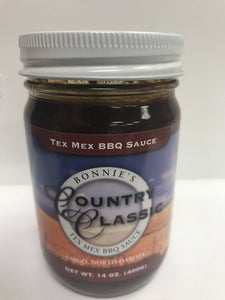 TEX MEX BBQ SAUCE
BONNIE'S
COUNTRY
CLASSIC
TEX MEX BBQ SAUCE
FARGO, NORTH DAKOTA
NET WT. 14 OZ. (400G)